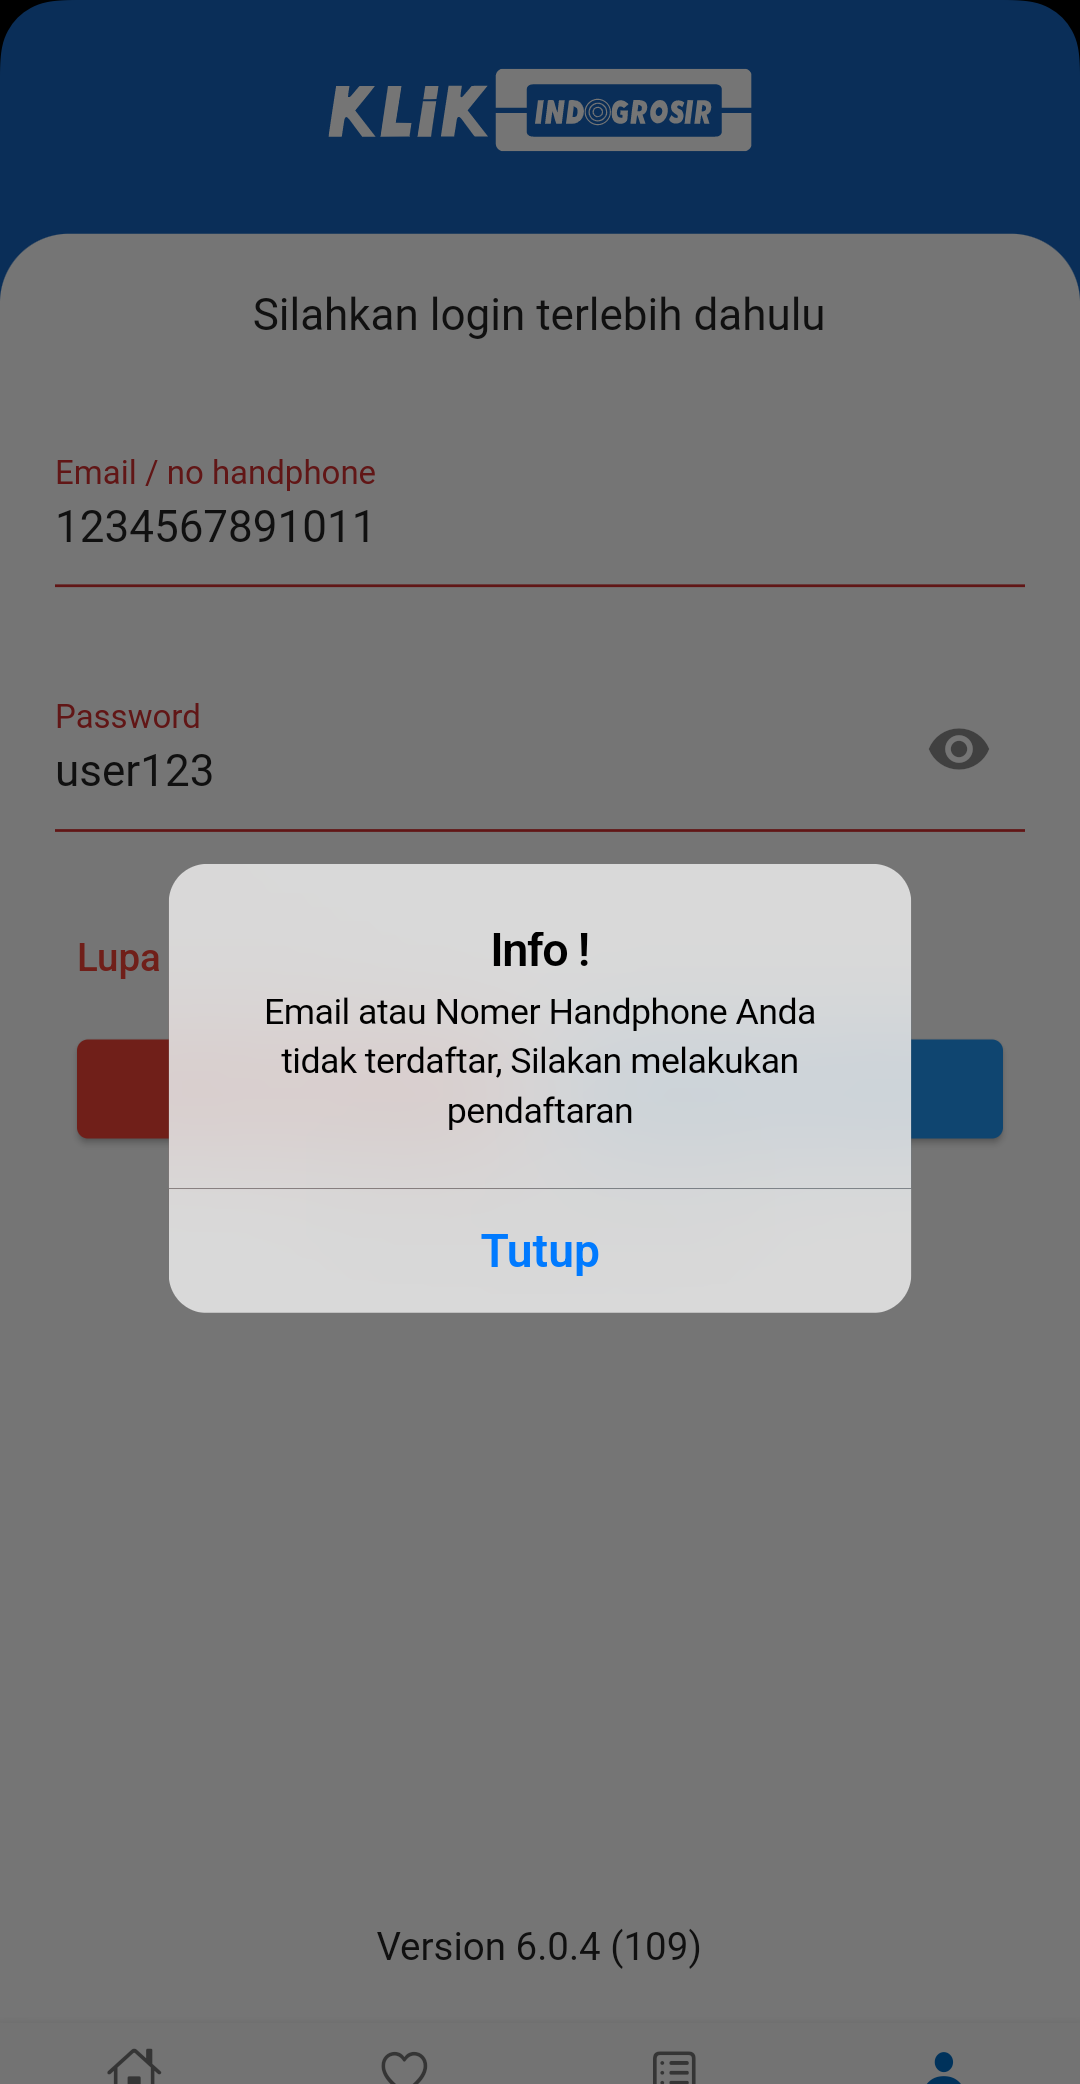 KLiK INDOGROSIR
Silahkan login terlebih dahulu
Email / no handphone
1234567891011
Password
user123
Lupa
Info !
Email atau Nomer Handphone Anda
tidak terdaftar, Silakan melakukan
pendaftaran
Tutup
Version 6.0.4 (109)